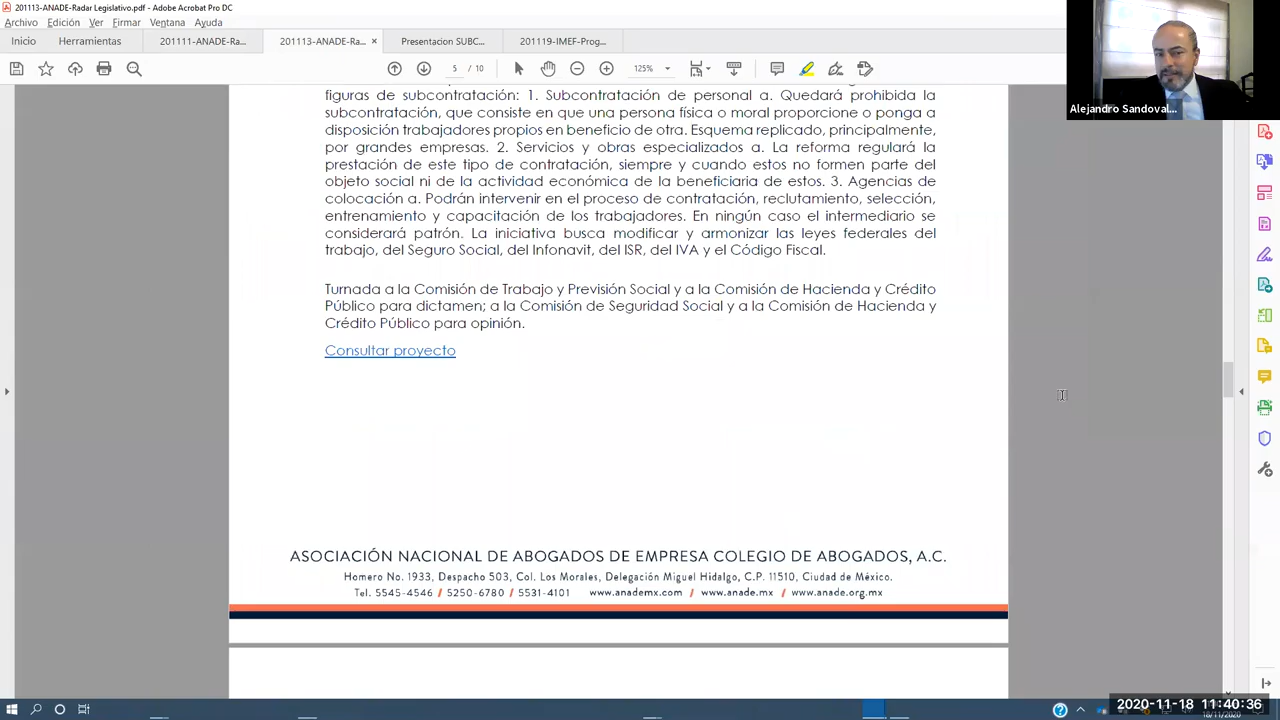 201113-ANADE-Radar Legislativo.pdf - Adobe Acrobat Pro DC
Archivo Edición Ver Firmar Ventana Ayuda
Inicio Herramientas 201111-ANADE-Ra... 201113-ANADE-Ra... × Presentacion SUBC... 201119-IMEF-Prog...
5 / 10 125%
Alejandro Sandoval...
figuras de subcontratación: 1. Subcontratación de personal a. Quedará prohibida la
subcontratación, que consiste en que una persona física o moral proporcione o ponga a
disposición trabajadores propios en beneficio de otra. Esquema replicado, principalmente,
por grandes empresas. 2. Servicios y obras especializados a. La reforma regulará la
prestación de este tipo de contratación, siempre y cuando estos no formen parte del
objeto social ni de la actividad económica de la beneficiaria de estos. 3. Agencias de
colocación a. Podrán intervenir en el proceso de contratación, reclutamiento, selección,
entrenamiento y capacitación de los trabajadores. En ningún caso el intermediario se
considerará patrón. La iniciativa busca modificar y armonizar las leyes federales del
trabajo, del Seguro Social, del Infonavit, del ISR, del IVA y el Código Fiscal.
Turnada a la Comisión de Trabajo y Previsión Social y a la Comisión de Hacienda y Crédito
Público para dictamen; a la Comisión de Seguridad Social y a la Comisión de Hacienda y
Crédito Público para opinión.
Consultar proyecto
ASOCIACIÓN NACIONAL DE ABOGADOS DE EMPRESA COLEGIO DE ABOGADOS, A.C.
Homero No. 1933, Despacho 503, Col. Los Morales, Delegación Miguel Hidalgo, C.P. 11510, Ciudad de México.
Tel. 5545-4546 / 5250-6780 / 5531-4101 www.anademx.com / www.anade.mx / www.anade.org.mx
2020-11-18 11:40:36
18/11/2020